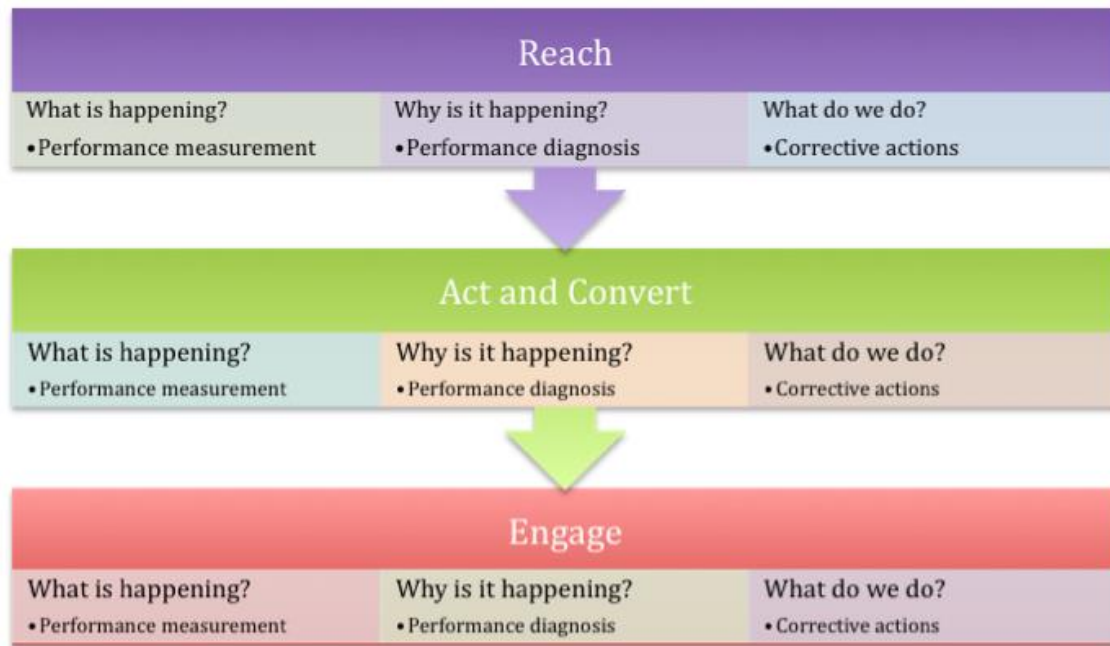 Reach
What is happening?
•Performance measurement
Why is it happening?
•Performance diagnosis
What do we do?
•Corrective actions
Act and Convert
What is happening?
•Performance measurement
Why is it happening?
•Performance diagnosis
What do we do?
•Corrective actions
Engage
What is happening?
•Performance measurement
Why is it happening?
•Performance diagnosis
What do we do?
•Corrective actions